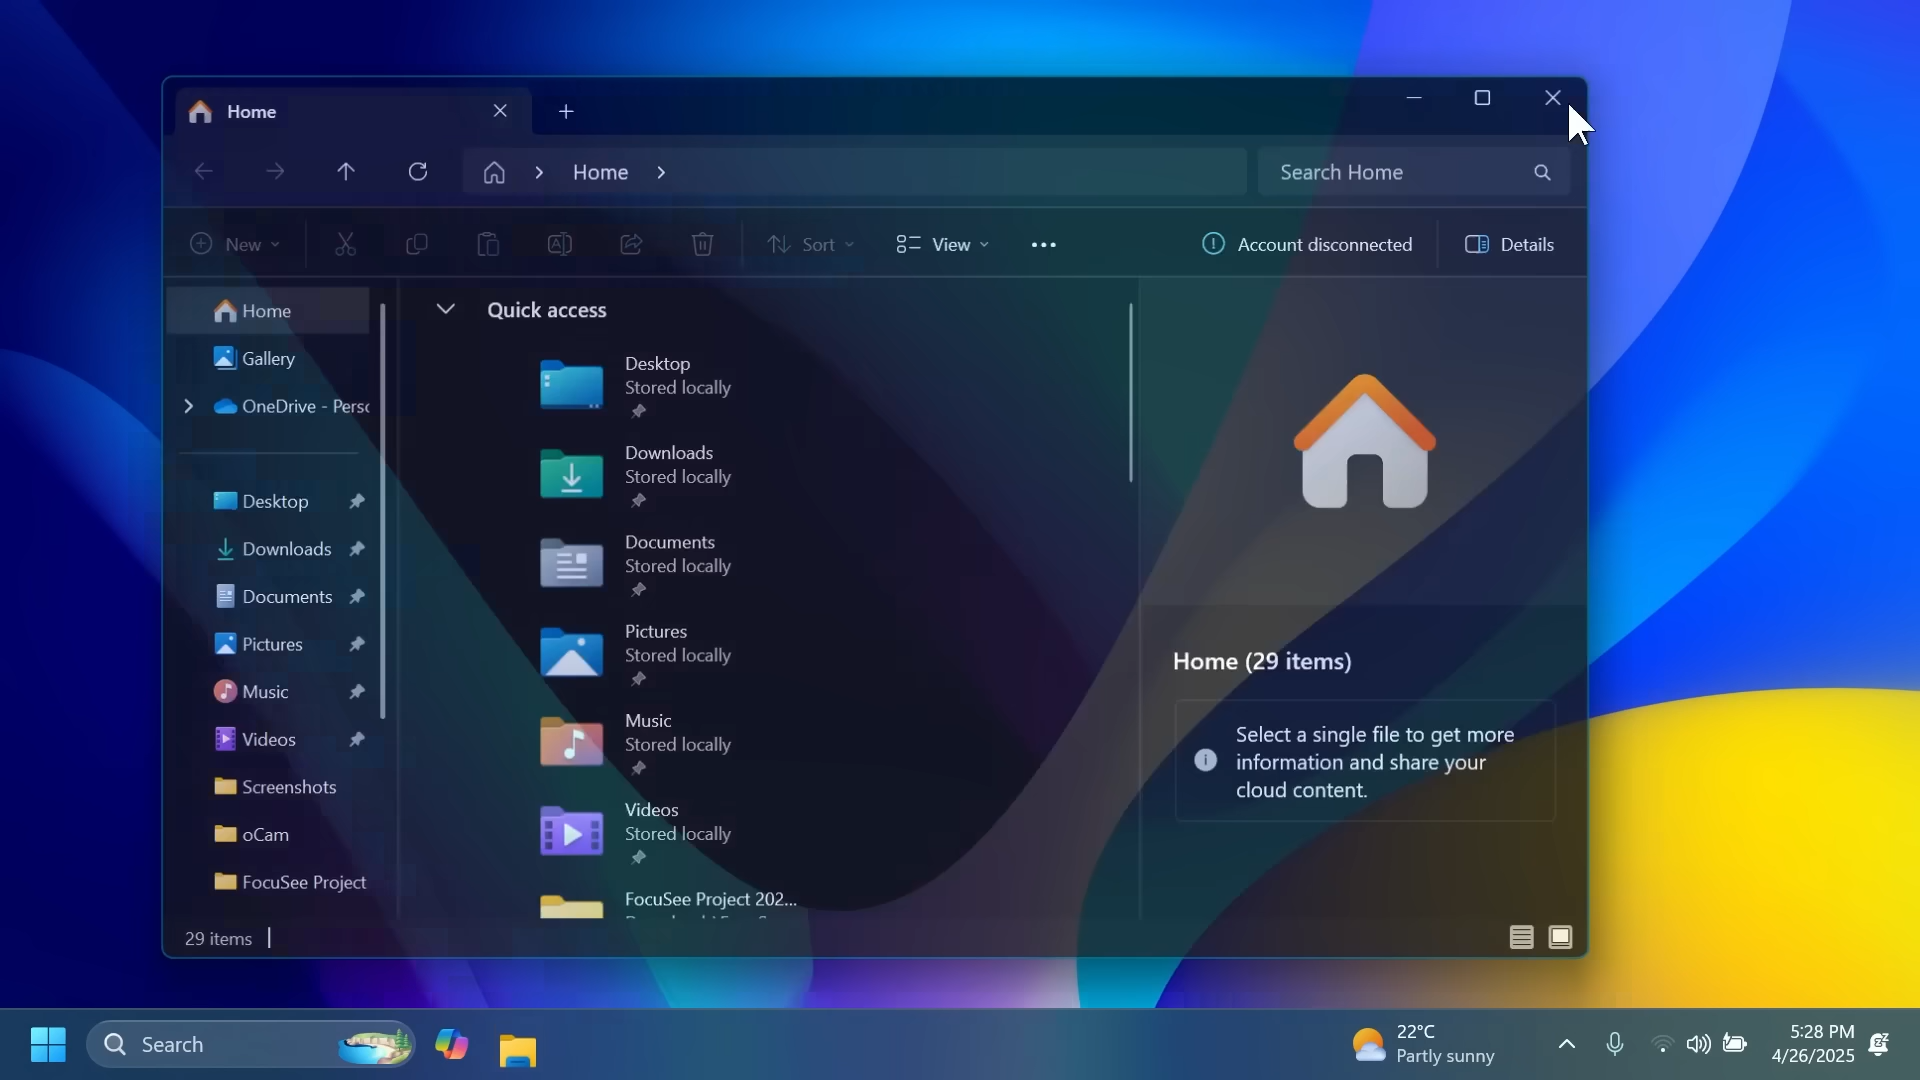 Home
Home
Search Home
New
Sort
View
Account disconnected
Details
Home
Gallery
OneDrive - Perso
Desktop
Downloads
Documents
Pictures
Music
Videos
Screenshots
oCam
FocuSee Project
Quick access
Desktop
Stored locally
Downloads
Stored locally
Documents
Stored locally
Pictures
Stored locally
Music
Stored locally
Videos
Stored locally
FocuSee Project 202...
Home (29 items)
Select a single file to get more
information and share your
cloud content.
29 items
Search
22°C
Partly sunny
5:28 PM
4/26/2025